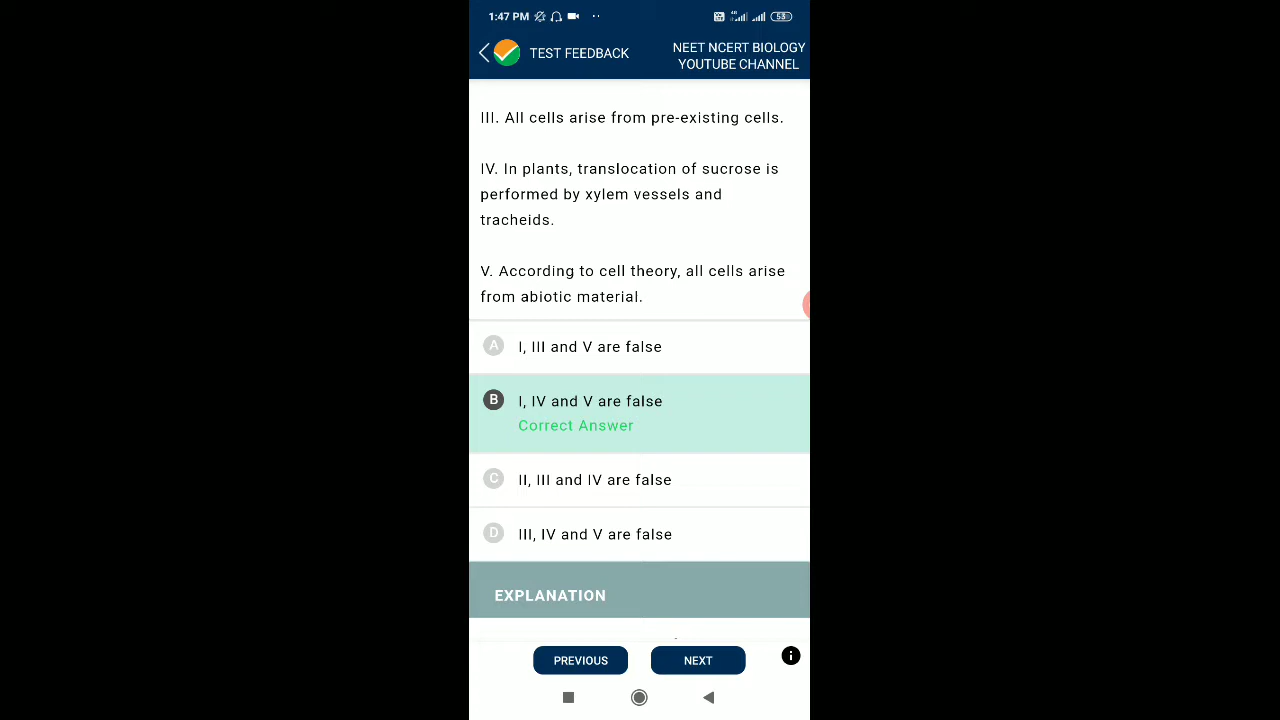 1:47 PM
4G
53
TEST FEEDBACK
NEET NCERT BIOLOGY
YOUTUBE CHANNEL
III. All cells arise from pre-existing cells.
IV. In plants, translocation of sucrose is
performed by xylem vessels and
tracheids.
V. According to cell theory, all cells arise
from abiotic material.
A I, III and V are false
B I, IV and V are false
Correct Answer
C II, III and IV are false
D III, IV and V are false
EXPLANATION
PREVIOUS
NEXT